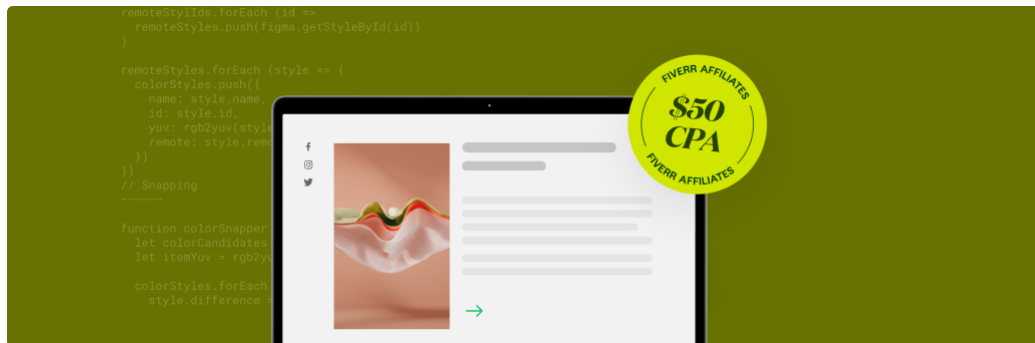 remoteStylIds.forEach (id =>
remoteStyles.push(figma.getStyleById(id))
)
remoteStyles.forEach (style => {
colorStyles.push({
name: style.name,
id: style.id,
yuv: rgb2yuv(style
remote: style.remo
})
})
// Snapping
function colorSnapper
let colorCandidates
let itemYuv = rgb2yu
colorStyles.forEach
style.difference =
FIVERR AFFILIATES
$50
CPA
FIVERR AFFILIATES